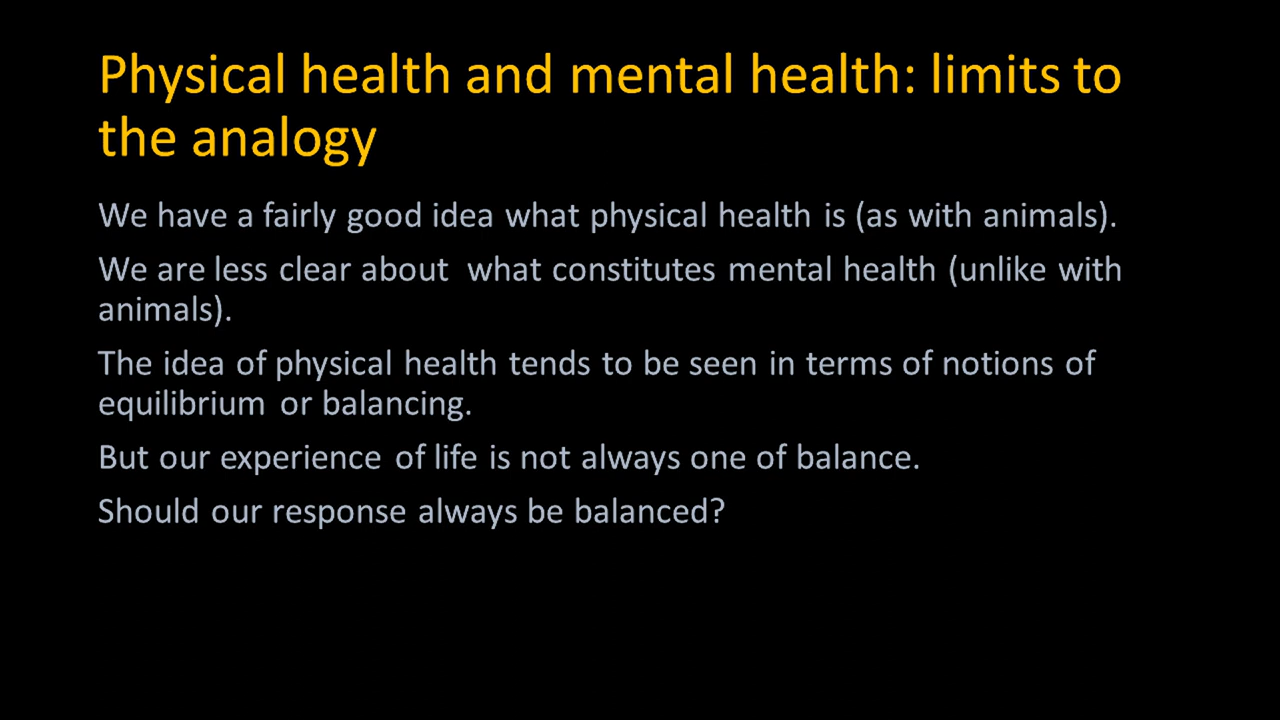 Physical health and mental health: limits to
the analogy
We have a fairly good idea what physical health is (as with animals).
We are less clear about what constitutes mental health (unlike with
animals).
The idea of physical health tends to be seen in terms of notions of
equilibrium or balancing.
But our experience of life is not always one of balance.
Should our response always be balanced?